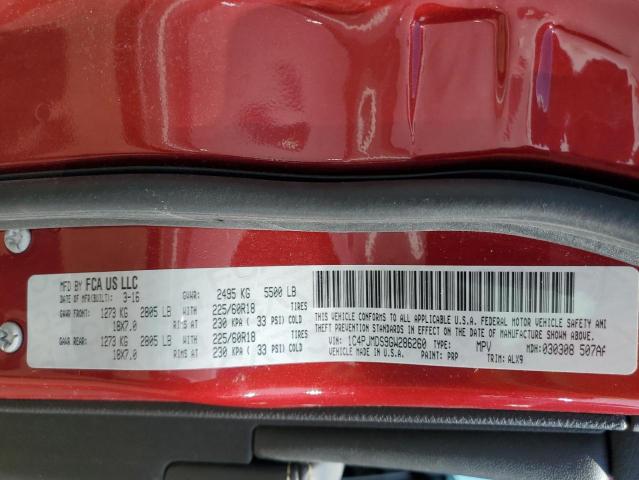 MFD BY FCA US LLC
DATE OF MFR(BUILT): 3-16 GVWR: 2495 KG 5500 LB
GAWR FRONT: 1273 KG 2805 LB WITH 225/60R18 TIRES
18X7.0 RIMS AT 230 KPA ( 33 PSI) COLD
GAWR REAR: 1273 KG 2805 LB WITH 225/60R18 TIRES
18X7.0 RIMS AT 230 KPA ( 33 PSI) COLD
THIS VEHICLE CONFORMS TO ALL APPLICABLE U.S.A. FEDERAL MOTOR VEHICLE SAFETY AND
THEFT PREVENTION STANDARDS IN EFFECT ON THE DATE OF MANUFACTURE SHOWN ABOVE.
VIN: 1C4PJMDS9GW286260 TYPE: MPV MDH: 030308 507AF
VEHICLE MADE IN U.S.A. PAINT: PRP TRIM: ALX9